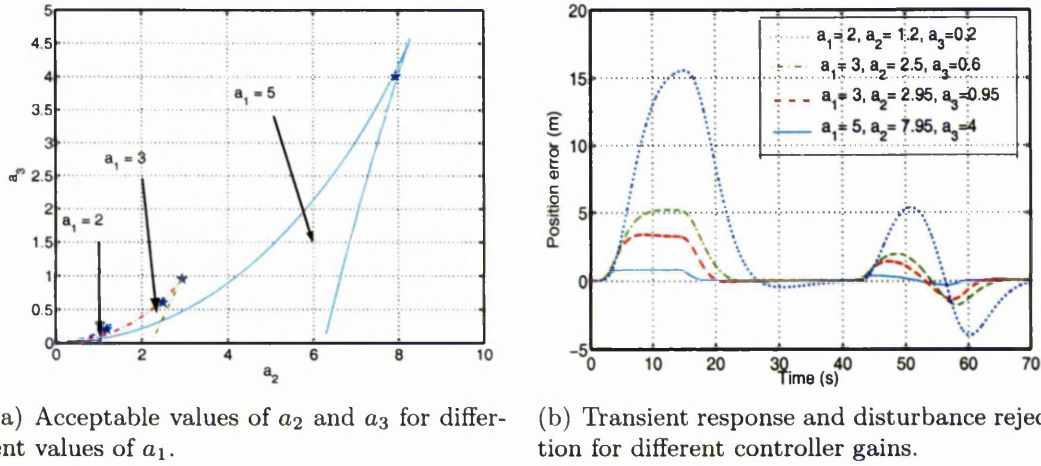 5
4.5
4
3.5
3
2.5
2
1.5
1
0.5
0
a3
a1 = 5
a1 = 3
a1 = 2
0 2 4 6 8 10
a2
20
15
10
5
0
−5
Position error (m)
a1= 2, a2= 1.2, a3=0.2
a1= 3, a2= 2.5, a3=0.6
a1= 3, a2= 2.95, a3=0.95
a1= 5, a2= 7.95, a3=4
0 10 20 30 40 50 60 70
Time (s)
a) Acceptable values of a2 and a3 for differ-
ent values of a1.
(b) Transient response and disturbance rejec
tion for different controller gains.